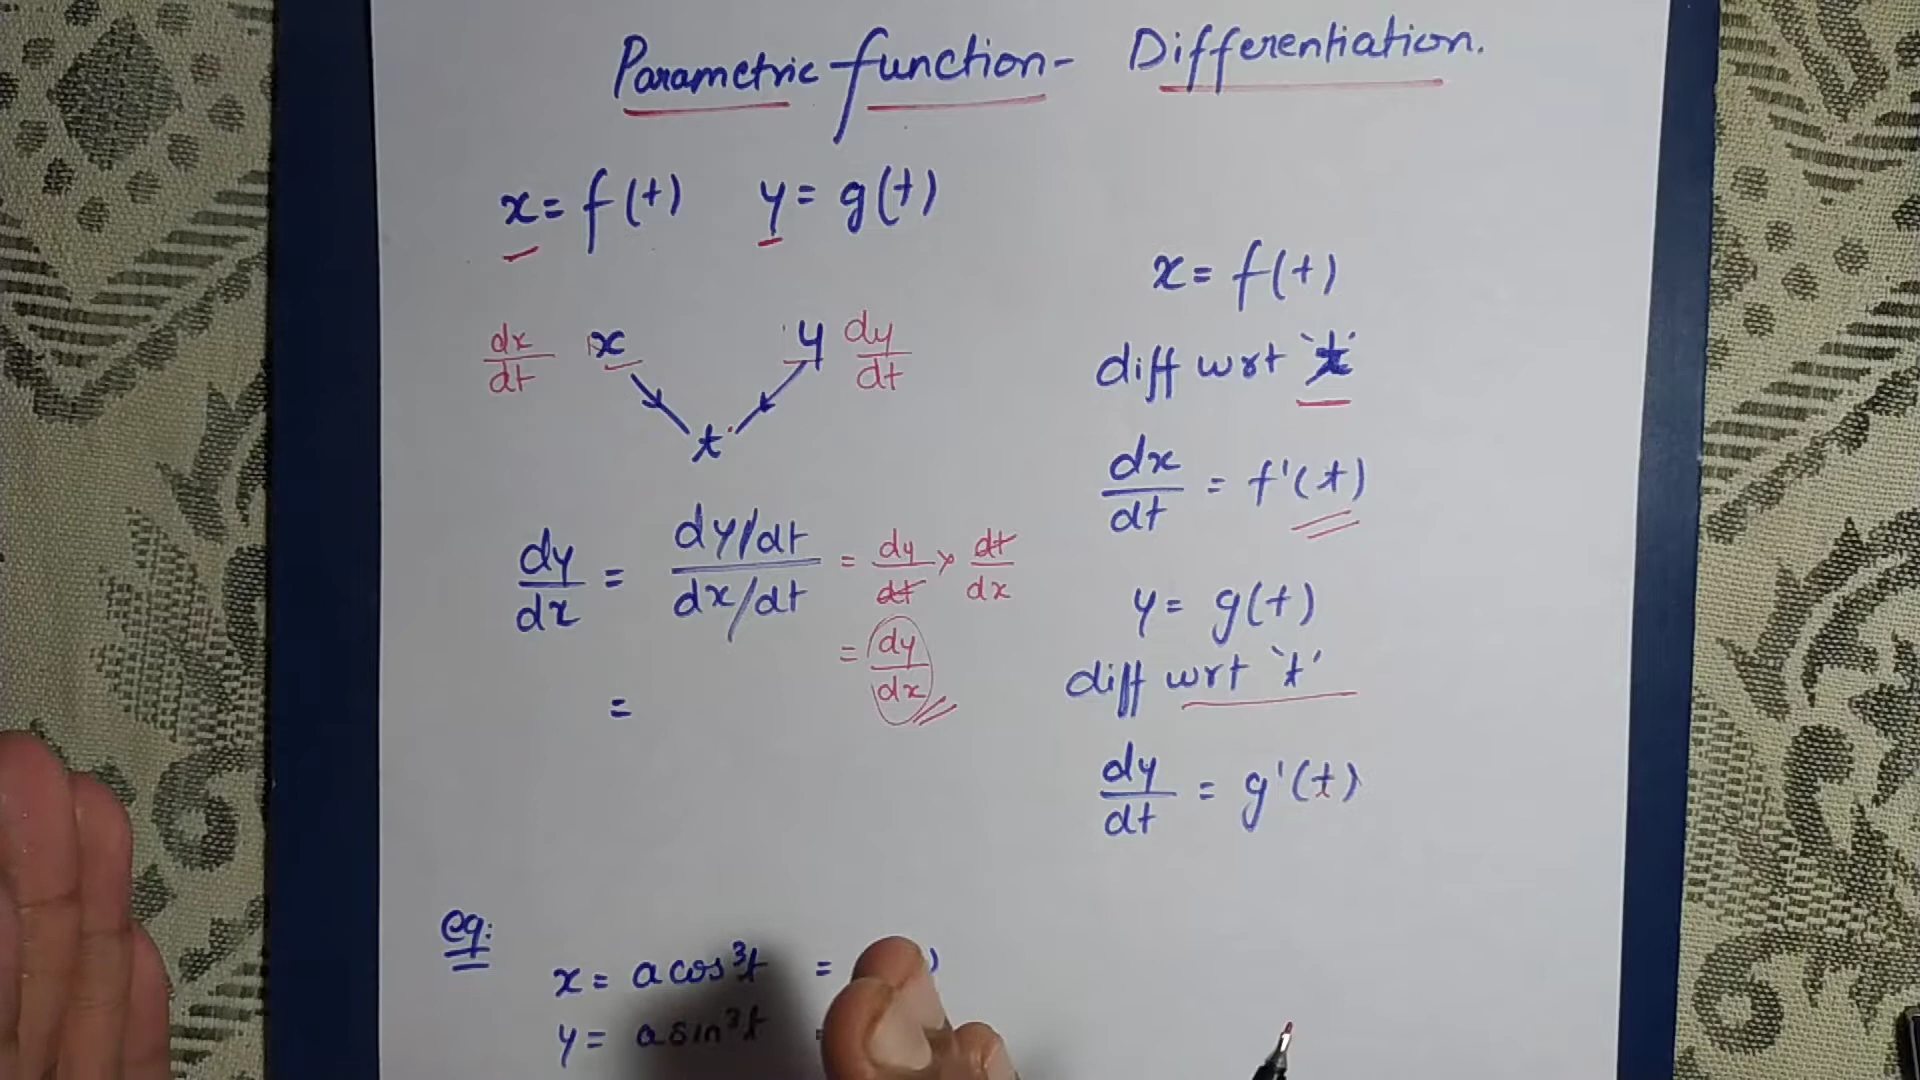 Parametric function - Differentiation.
x = f(t)   y = g(t)
dx/dt   x   y   dy/dt
t
dy/dx = (dy/dt)/(dx/dt) = dy/dt × dt/dx
= dy/dx
=
x = f(t)
diff wrt 't'
dx/dt = f'(t)
y = g(t)
diff wrt 't'
dy/dt = g'(t)
eg:
x = a cos³t =
y = a sin³t